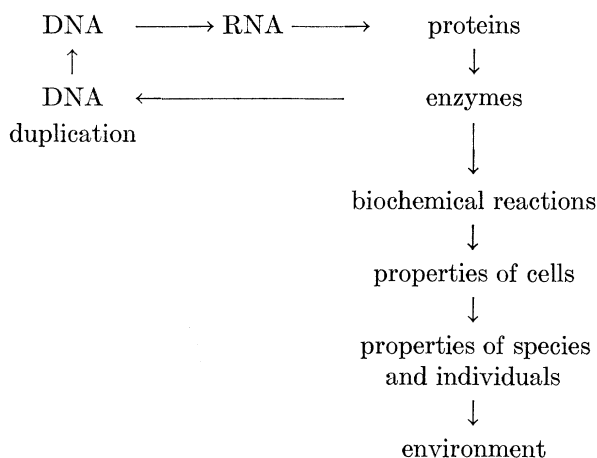 DNA → RNA → proteins
↑ ↓
DNA ← enzymes
duplication
↓
biochemical reactions
↓
properties of cells
↓
properties of species
and individuals
↓
environment